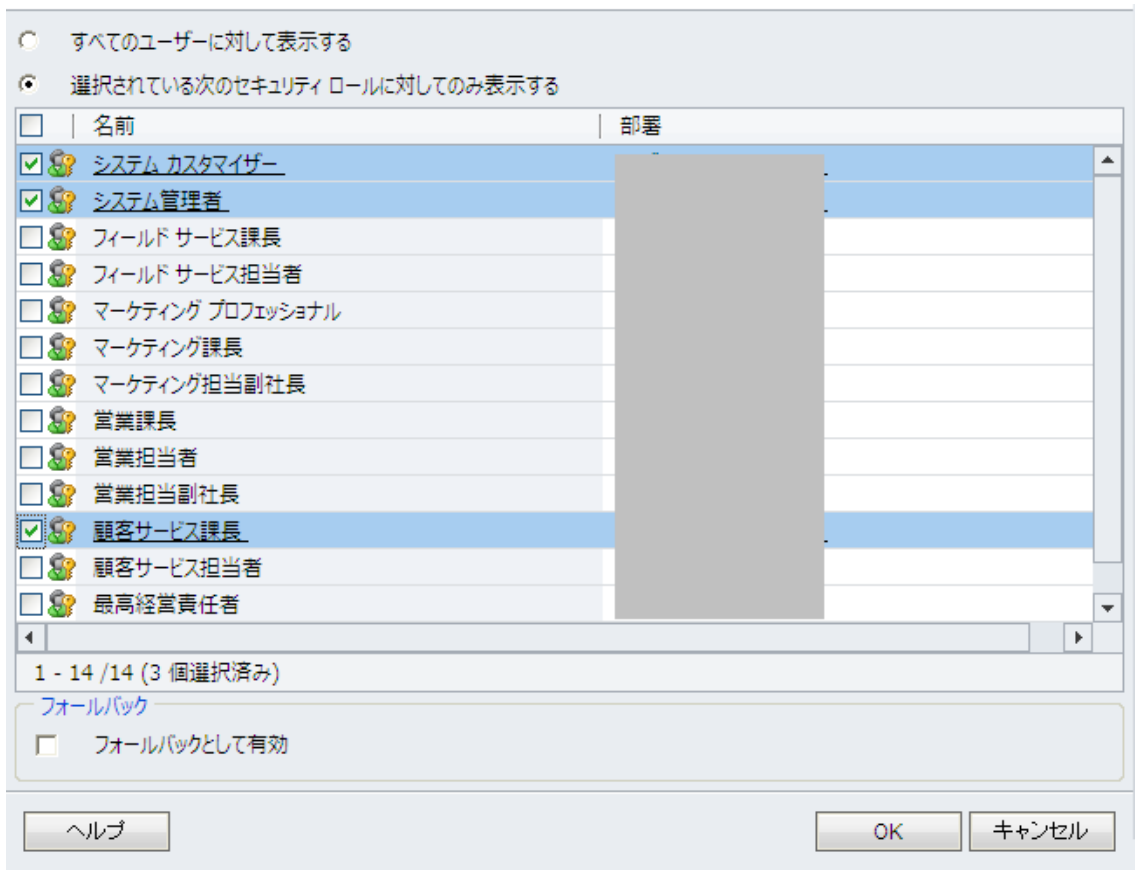 すべてのユーザーに対して表示する
選択されている次のセキュリティ ロールに対してのみ表示する
名前 部署
システム カスタマイザー
システム管理者
フィールド サービス課長
フィールド サービス担当者
マーケティング プロフェッショナル
マーケティング課長
マーケティング担当副社長
営業課長
営業担当者
営業担当副社長
顧客サービス課長
顧客サービス担当者
最高経営責任者
1 - 14 /14 (3 個選択済み)
フォールバック
フォールバックとして有効
ヘルプ OK キャンセル